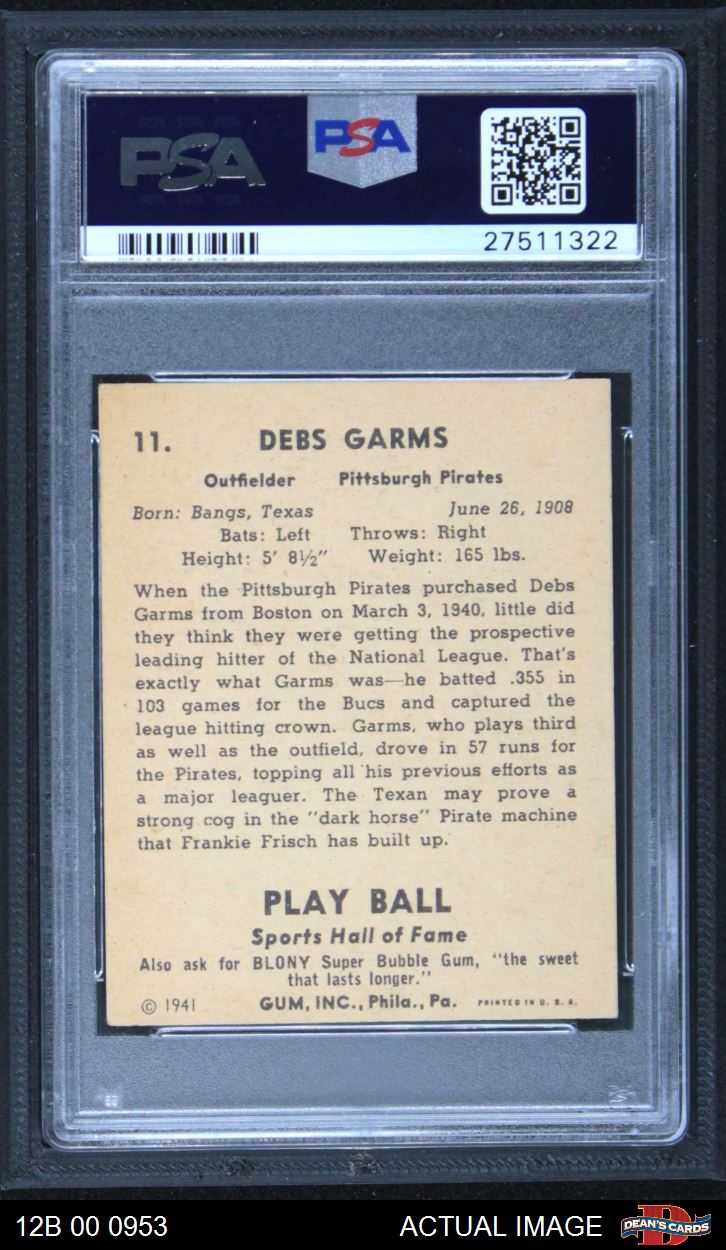 PSA
PSA
27511322
11. DEBS GARMS
Outfielder Pittsburgh Pirates
Born: Bangs, Texas June 26, 1908
Bats: Left Throws: Right
Height: 5' 8½" Weight: 165 lbs.
When the Pittsburgh Pirates purchased Debs
Garms from Boston on March 3, 1940, little did
they think they were getting the prospective
leading hitter of the National League. That's
exactly what Garms was—he batted .355 in
103 games for the Bucs and captured the
league hitting crown. Garms, who plays third
as well as the outfield, drove in 57 runs for
the Pirates, topping all his previous efforts as
a major leaguer. The Texan may prove a
strong cog in the "dark horse" Pirate machine
that Frankie Frisch has built up.
PLAY BALL
Sports Hall of Fame
Also ask for BLONY Super Bubble Gum, "the sweet
that lasts longer."
© 1941 GUM, INC., Phila., Pa. PRINTED IN U. S. A.
12B 00 0953 ACTUAL IMAGE DEAN'S CARDS